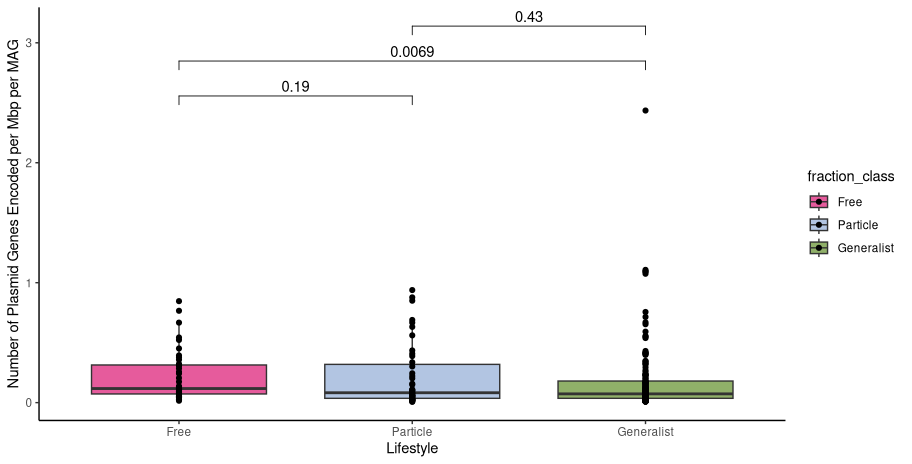 0.43
0.0069
0.19
3
2
1
0
Number of Plasmid Genes Encoded per Mbp per MAG
Free
Particle
Generalist
Lifestyle
fraction_class
Free
Particle
Generalist